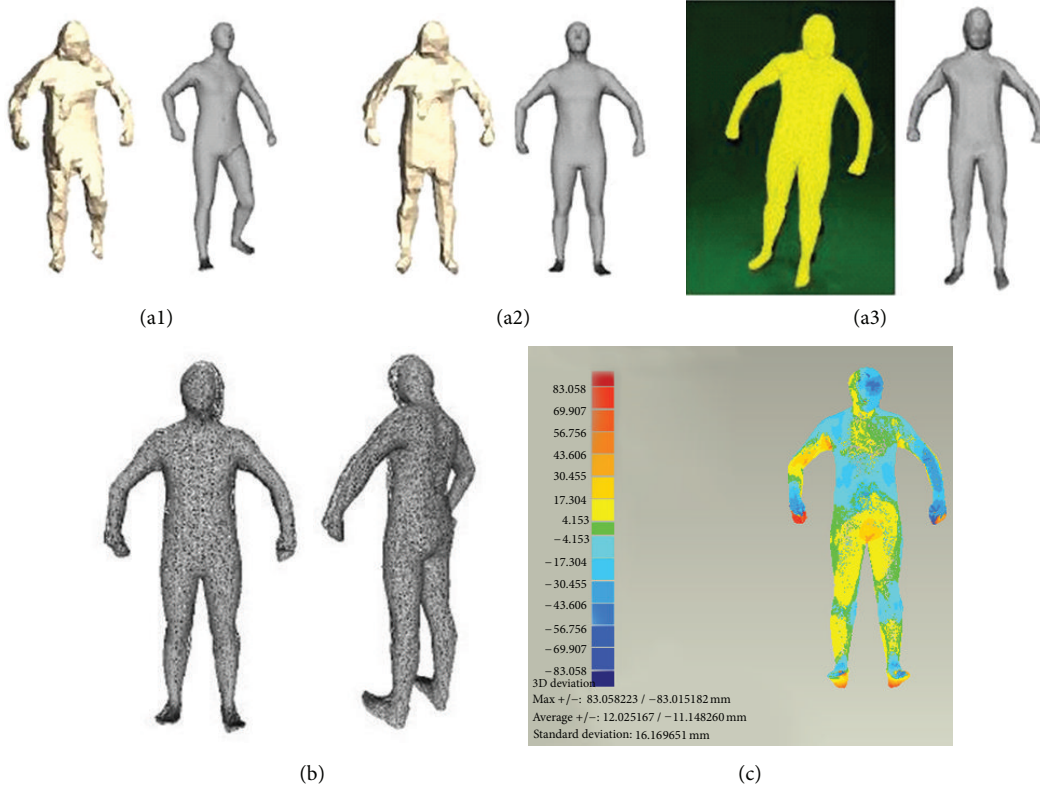 (a1)
(a2)
(a3)
(b)
83.058
69.907
56.756
43.606
30.455
17.304
4.153
−4.153
−17.304
−30.455
−43.606
−56.756
−69.907
−83.058
3D deviation
Max +/−: 83.058223 / −83.015182 mm
Average +/−: 12.025167 / −11.148260 mm
Standard deviation: 16.169651 mm
(c)